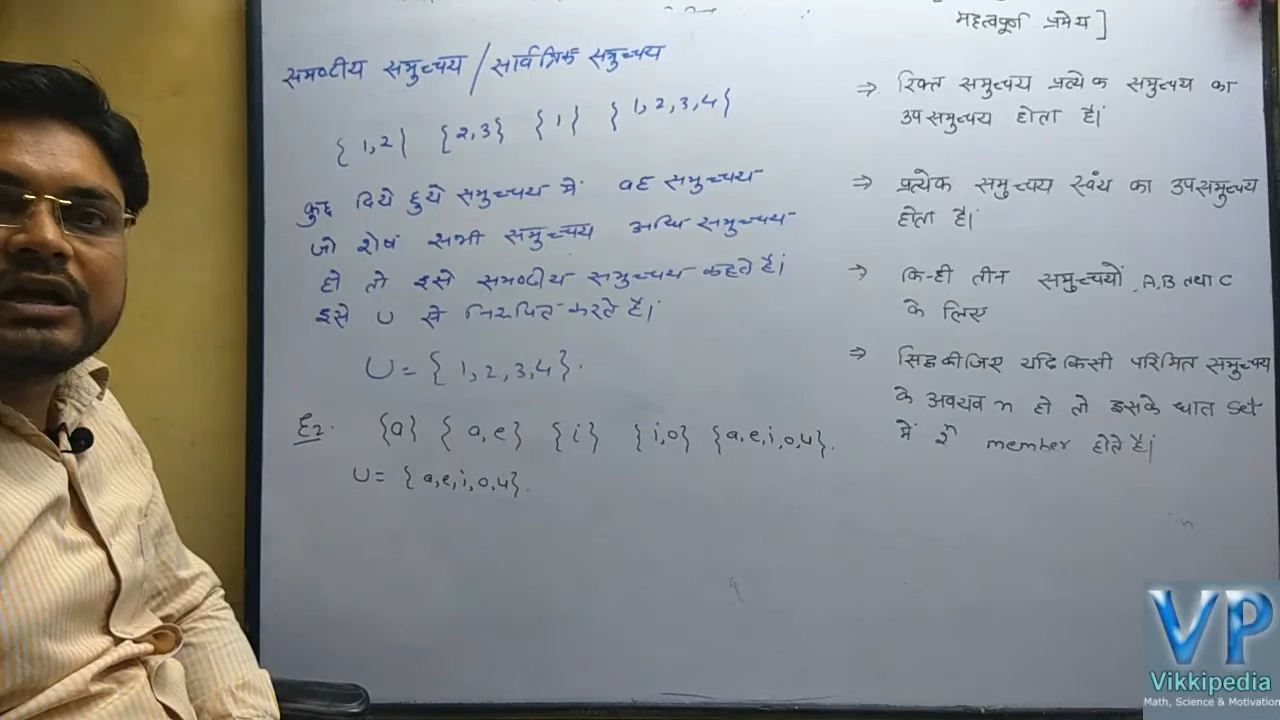 समष्टीय समुच्चय / सार्वत्रिक समुच्चय
{1,2} {2,3} {1} {1,2,3,4}
कुछ दिये हुये समुच्चय में वह समुच्चय
जो शेष सभी समुच्चय अधि समुच्चय
हो तो इसे समष्टीय समुच्चय कहते हैं।
इसे U से निरूपित करते हैं।
U = { 1,2,3,4}.
Ex. {a} {a,e} {i} {i,o} {a,e,i,o,u}.
U= {a,e,i,o,u}.
महत्वपूर्ण प्रमेय]
⇒ रिक्त समुच्चय प्रत्येक समुच्चय का
उपसमुच्चय होता है।
⇒ प्रत्येक समुच्चय स्वंय का उपसमुच्चय
होता है।
⇒ किन्ही तीन समुच्चयों A,B तथा C
के लिए
⇒ सिद्ध कीजिए यदि किसी परिमित समुच्चय
के अवयव n हो तो इसके घात Set
में 2ⁿ member होते है।
VP
Vikkipedia
Math, Science & Motivation